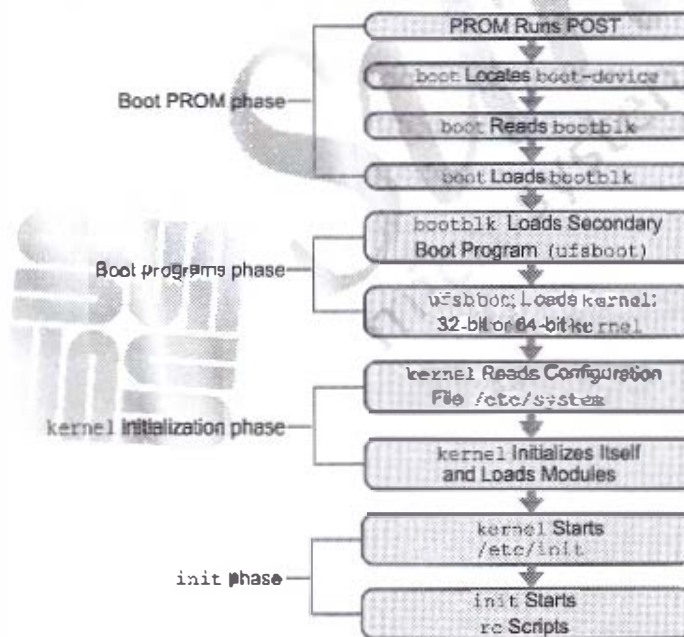 PROM Runs POST
boot Locates boot-device
Boot PROM phase
boot Reads bootblk
boot Loads bootblk
bootblk Loads Secondary
Boot Program (ufsboot)
Boot programs phase
ufsboot Loads kernel:
32-bit or 64-bit kernel
kernel Reads Configuration
File /etc/system
kernel initialization phase
kernel Initializes Itself
and Loads Modules
kernel Starts
/etc/init
init phase
init Starts
rc Scripts